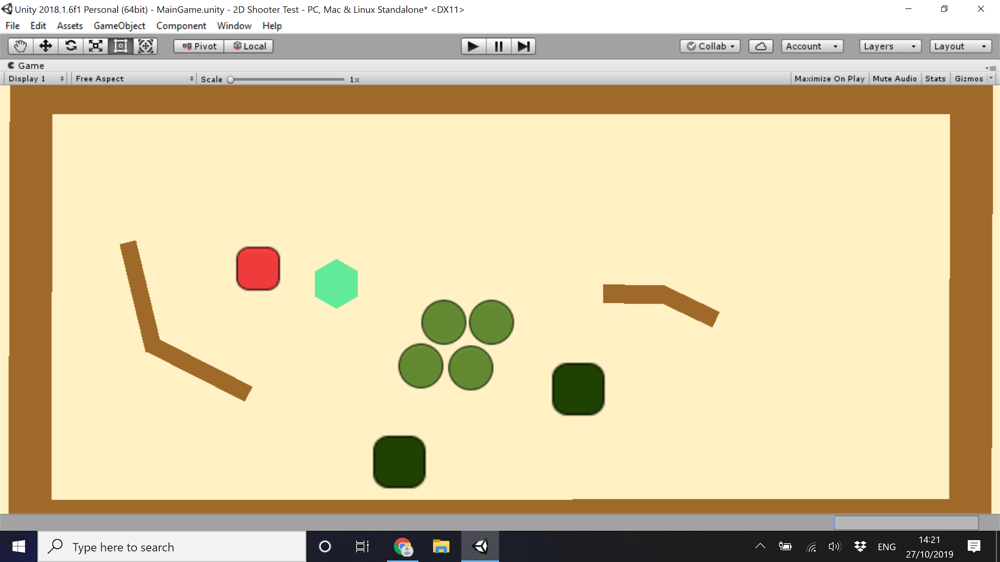 Unity 2018.1.6f1 Personal (64bit) - MainGame.unity - 2D Shooter Test - PC, Mac & Linux Standalone* <DX11>
File Edit Assets GameObject Component Window Help
Pivot Local Collab Account Layers Layout
Game
Display 1 Free Aspect Scale 1x Maximize On Play Mute Audio Stats Gizmos
Type here to search
ENG
14:21
27/10/2019